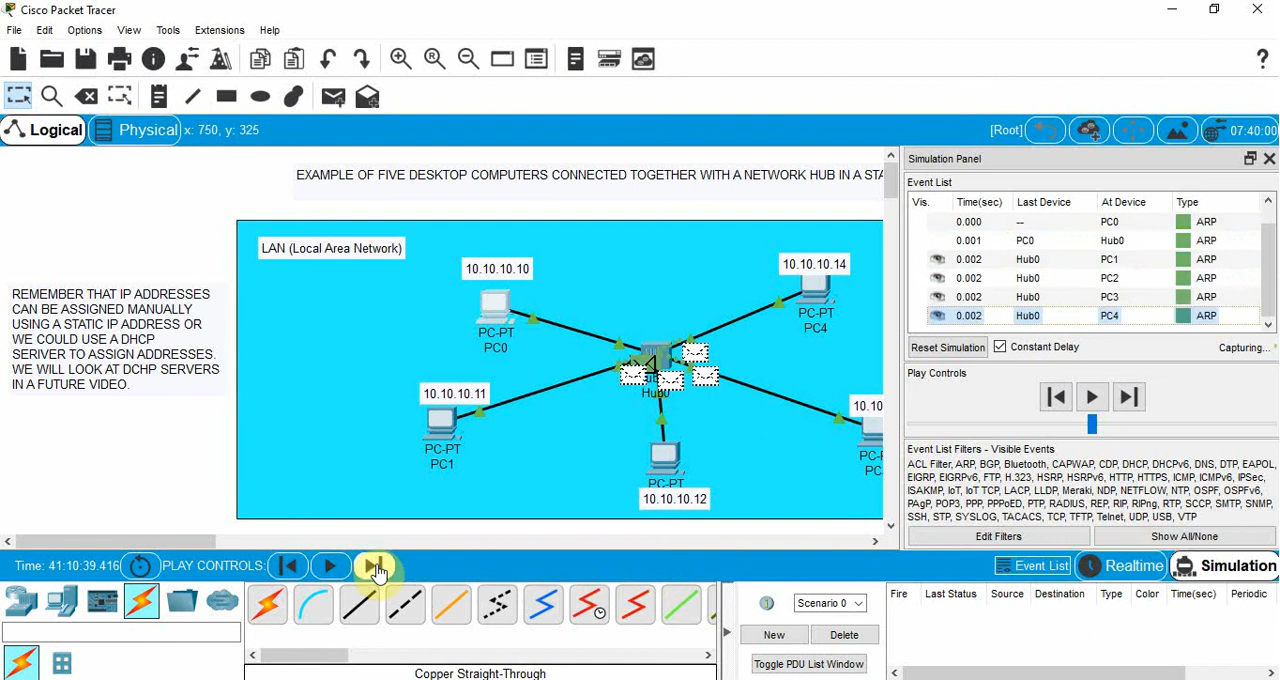 Cisco Packet Tracer
File Edit Options View Tools Extensions Help
Logical Physical x: 750, y: 325 [Root] 07:40:00
EXAMPLE OF FIVE DESKTOP COMPUTERS CONNECTED TOGETHER WITH A NETWORK HUB IN A STA
LAN (Local Area Network)
REMEMBER THAT IP ADDRESSES
CAN BE ASSIGNED MANUALLY
USING A STATIC IP ADDRESS OR
WE COULD USE A DHCP
SERIVER TO ASSIGN ADDRESSES.
WE WILL LOOK AT DCHP SERVERS
IN A FUTURE VIDEO.
10.10.10.10
PC-PT
PC0
10.10.10.14
PC-PT
PC4
10.10.10.11
PC-PT
PC1
Hub0
10.10
PC-P
PC
PC-PT
10.10.10.12
Simulation Panel
Event List
Vis. Time(sec) Last Device At Device Type
0.000 -- PC0 ARP
0.001 PC0 Hub0 ARP
0.002 Hub0 PC1 ARP
0.002 Hub0 PC2 ARP
0.002 Hub0 PC3 ARP
0.002 Hub0 PC4 ARP
Reset Simulation Constant Delay Capturing...
Play Controls
Event List Filters - Visible Events
ACL Filter, ARP, BGP, Bluetooth, CAPWAP, CDP, DHCP, DHCPv6, DNS, DTP, EAPOL,
EIGRP, EIGRPv6, FTP, H.323, HSRP, HSRPv6, HTTP, HTTPS, ICMP, ICMPv6, IPSec,
ISAKMP, IoT, IoT TCP, LACP, LLDP, Meraki, NDP, NETFLOW, NTP, OSPF, OSPFv6,
PAgP, POP3, PPP, PPPoED, PTP, RADIUS, REP, RIP, RIPng, RTP, SCCP, SMTP, SNMP,
SSH, STP, SYSLOG, TACACS, TCP, TFTP, Telnet, UDP, USB, VTP
Edit Filters Show All/None
Time: 41:10:39.416 PLAY CONTROLS: Event List Realtime Simulation
Scenario 0
New Delete
Toggle PDU List Window
Fire Last Status Source Destination Type Color Time(sec) Periodic
Copper Straight-Through